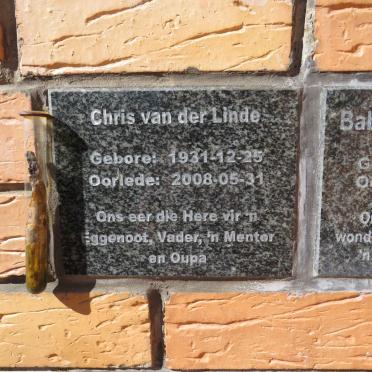 Chris van der Linde
Gebore: 1931-12-25
Oorlede: 2008-05-31
Ons eer die Here vir 'n
Eggenoot, Vader, 'n Mentor
en Oupa